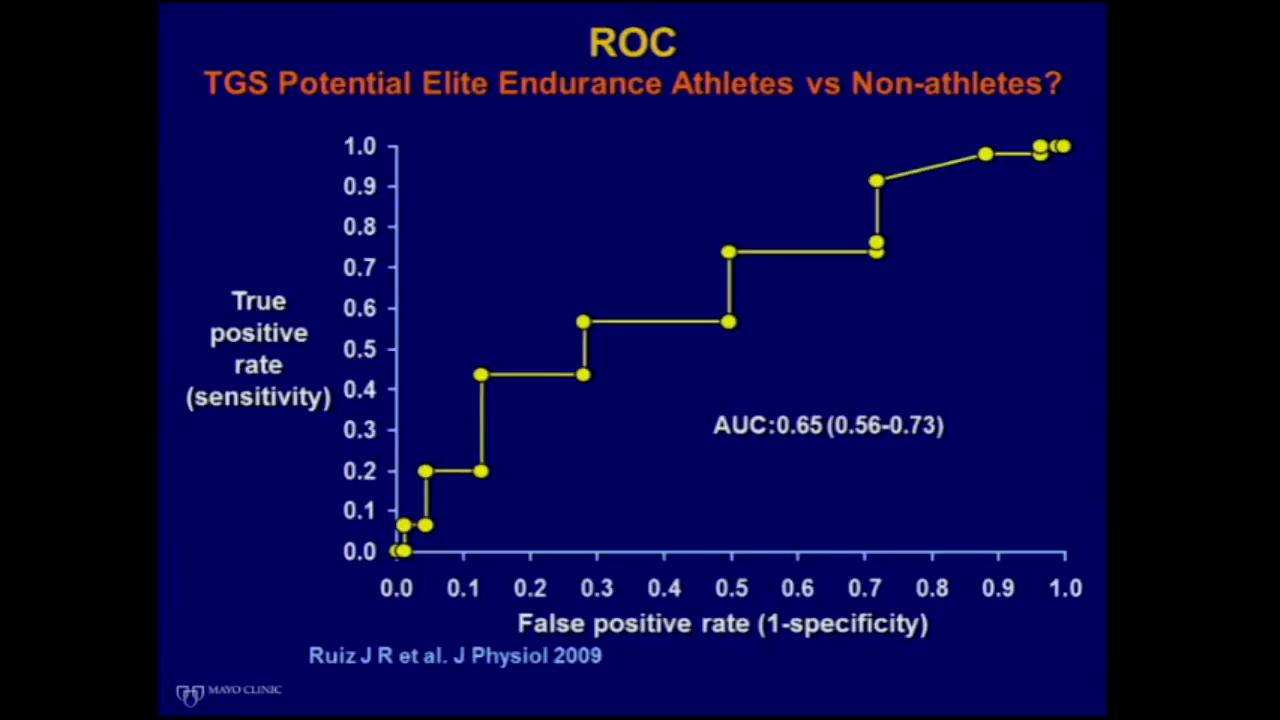 ROC
TGS Potential Elite Endurance Athletes vs Non-athletes?
1.0
0.9
0.8
0.7
0.6
0.5
0.4
0.3
0.2
0.1
0.0
True
positive
rate
(sensitivity)
AUC:0.65 (0.56-0.73)
0.0 0.1 0.2 0.3 0.4 0.5 0.6 0.7 0.8 0.9 1.0
False positive rate (1-specificity)
Ruiz J R et al. J Physiol 2009
MAYO CLINIC